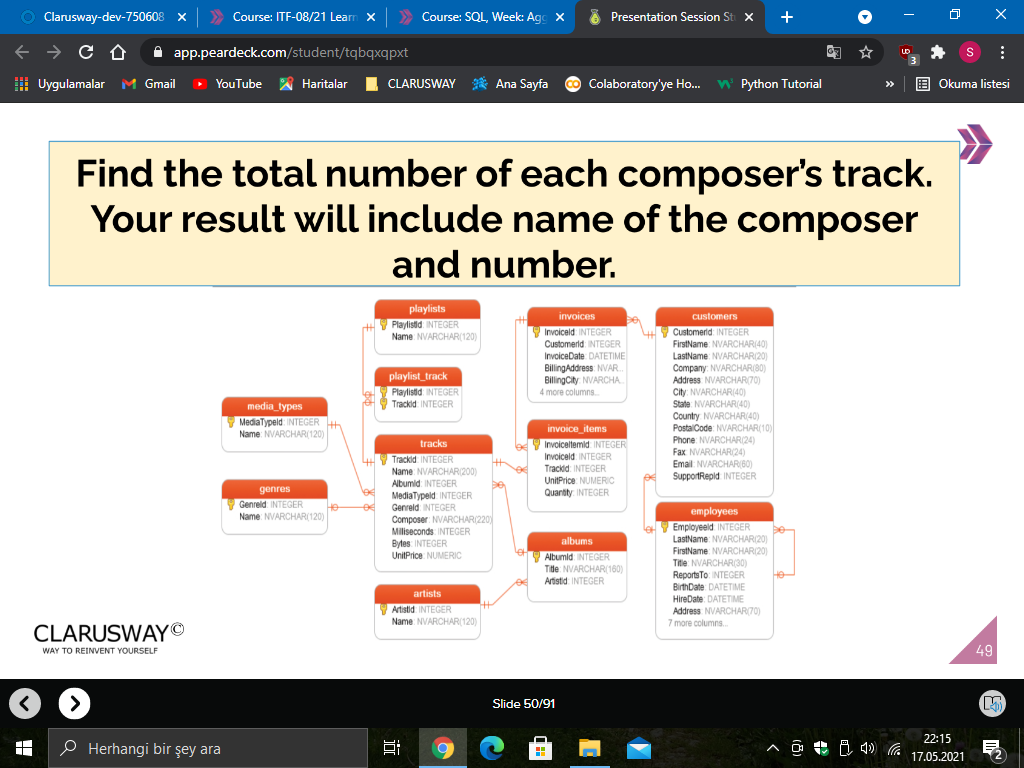 Clarusway-dev-750608
Course: ITF-08/21 Learn
Course: SQL, Week: Agg
Presentation Session St
app.peardeck.com/student/tqbqxqpxt
UD
3
S
Uygulamalar
Gmail
YouTube
Haritalar
CLARUSWAY
Ana Sayfa
Colaboratory'ye Ho...
Python Tutorial
»
Okuma listesi
Find the total number of each composer's track.
Your result will include name of the composer
and number.
playlists
PlaylistId: INTEGER
Name: NVARCHAR(120)
playlist_track
PlaylistId: INTEGER
TrackId: INTEGER
media_types
MediaTypeId: INTEGER
Name: NVARCHAR(120)
genres
GenreId: INTEGER
Name: NVARCHAR(120)
tracks
TrackId: INTEGER
Name: NVARCHAR(200)
AlbumId: INTEGER
MediaTypeId: INTEGER
GenreId: INTEGER
Composer: NVARCHAR(220)
Milliseconds: INTEGER
Bytes: INTEGER
UnitPrice: NUMERIC
artists
ArtistId: INTEGER
Name: NVARCHAR(120)
invoices
InvoiceId: INTEGER
CustomerId: INTEGER
InvoiceDate: DATETIME
BillingAddress: NVAR...
BillingCity: NVARCHA...
4 more columns...
invoice_items
InvoiceItemId: INTEGER
InvoiceId: INTEGER
TrackId: INTEGER
UnitPrice: NUMERIC
Quantity: INTEGER
albums
AlbumId: INTEGER
Title: NVARCHAR(160)
ArtistId: INTEGER
customers
CustomerId: INTEGER
FirstName: NVARCHAR(40)
LastName: NVARCHAR(20)
Company: NVARCHAR(80)
Address: NVARCHAR(70)
City: NVARCHAR(40)
State: NVARCHAR(40)
Country: NVARCHAR(40)
PostalCode: NVARCHAR(10)
Phone: NVARCHAR(24)
Fax: NVARCHAR(24)
Email: NVARCHAR(60)
SupportRepId: INTEGER
employees
EmployeeId: INTEGER
LastName: NVARCHAR(20)
FirstName: NVARCHAR(20)
Title: NVARCHAR(30)
ReportsTo: INTEGER
BirthDate: DATETIME
HireDate: DATETIME
Address: NVARCHAR(70)
7 more columns...
CLARUSWAY©
WAY TO REINVENT YOURSELF
49
Slide 50/91
Herhangi bir şey ara
22:15
17.05.2021
2